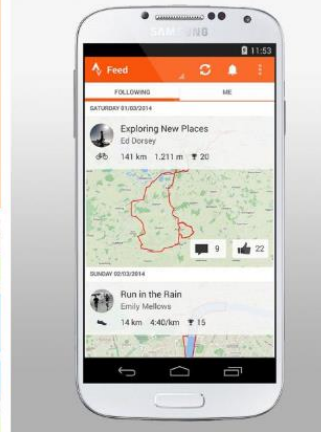 SAMSUNG
11:53
Feed
FOLLOWING ME
SATURDAY 01/03/2014
Exploring New Places
Ed Dorsey
141 km 1.211 m 20
9 22
SUNDAY 02/03/2014
Run in the Rain
Emily Mellows
14 km 4:40/km 15